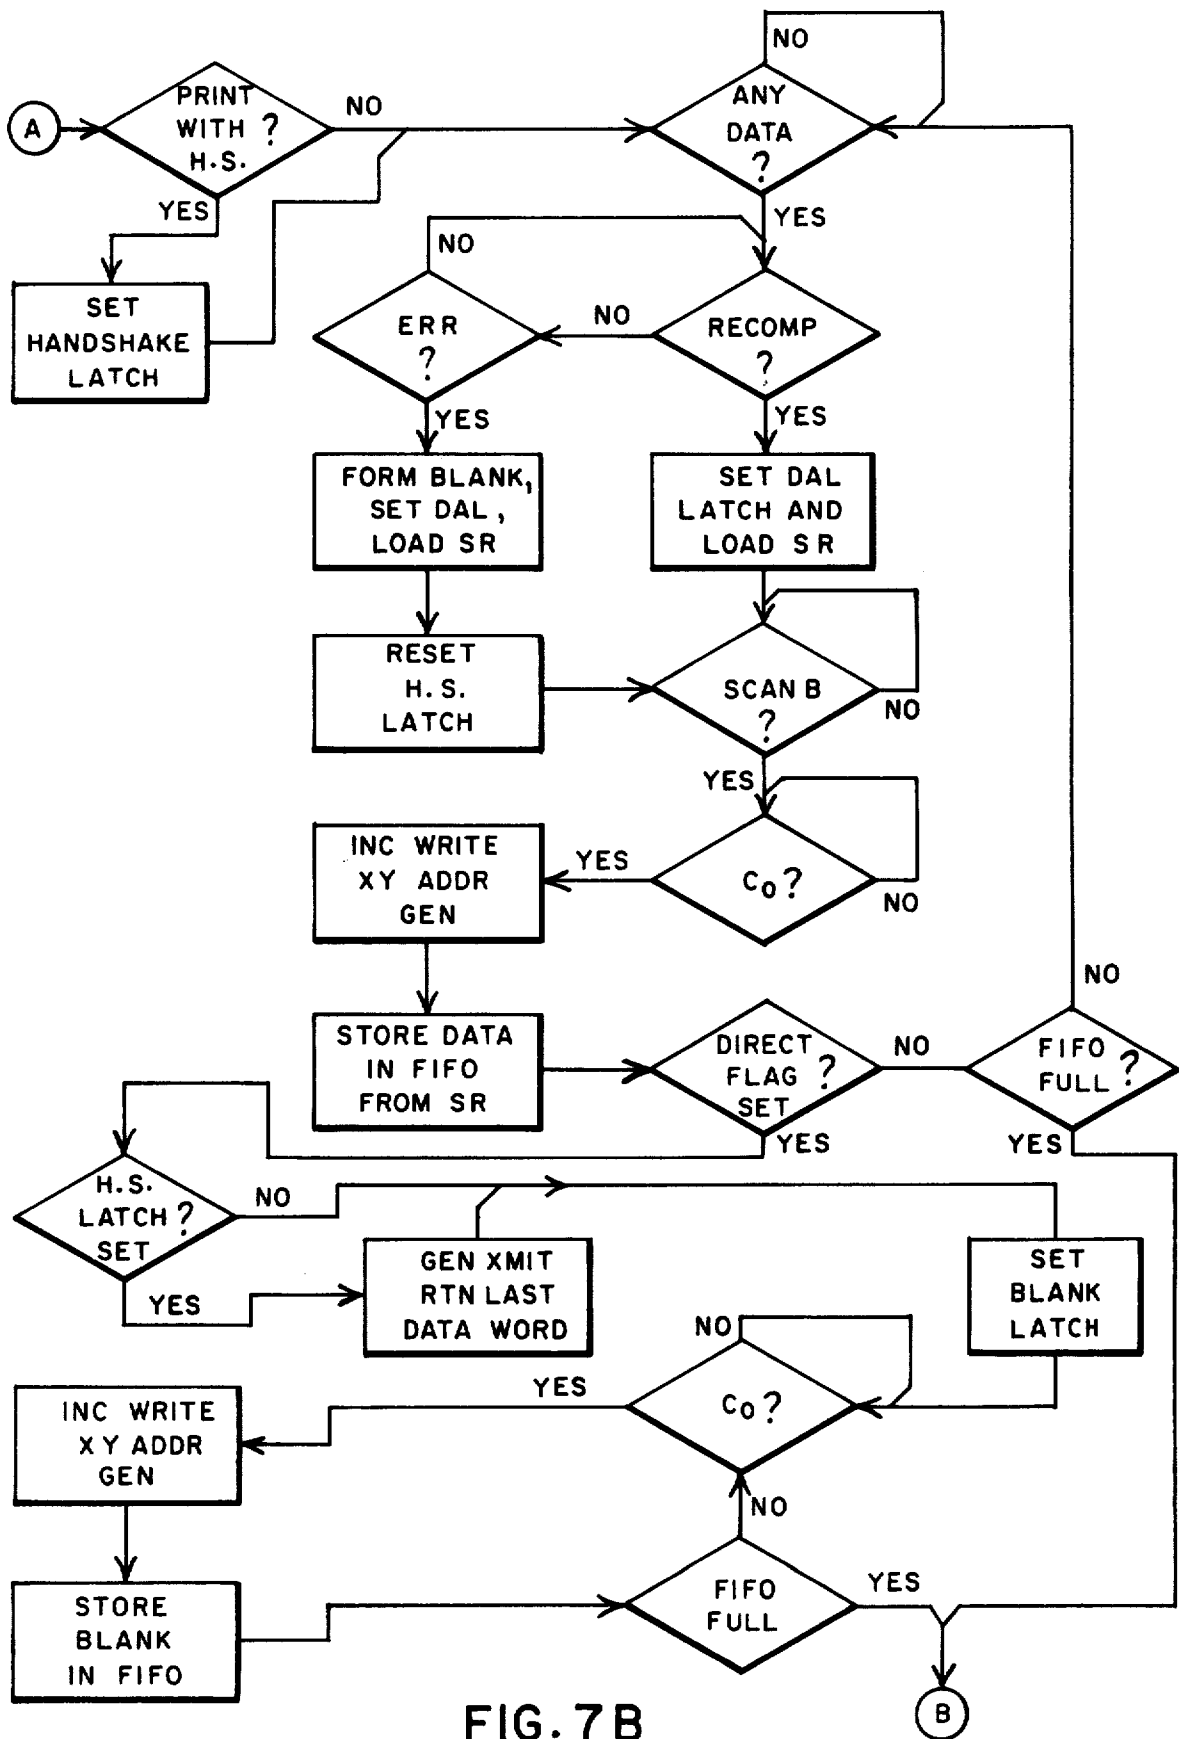 NO
A
PRINT
WITH ?
H.S.
NO
YES
ANY
DATA
?
YES
SET
HANDSHAKE
LATCH
NO
ERR
?
NO
RECOMP
?
YES
YES
FORM BLANK,
SET DAL,
LOAD SR
SET DAL
LATCH AND
LOAD SR
RESET
H.S.
LATCH
SCAN B
?
NO
YES
INC WRITE
XY ADDR
GEN
YES
C0?
NO
NO
STORE DATA
IN FIFO
FROM SR
DIRECT
FLAG ?
SET
NO
FIFO
FULL ?
YES
YES
H.S.
LATCH ?
SET
NO
YES
GEN XMIT
RTN LAST
DATA WORD
SET
BLANK
LATCH
NO
C0?
YES
INC WRITE
XY ADDR
GEN
NO
STORE
BLANK
IN FIFO
FIFO
FULL
YES
B
FIG. 7B